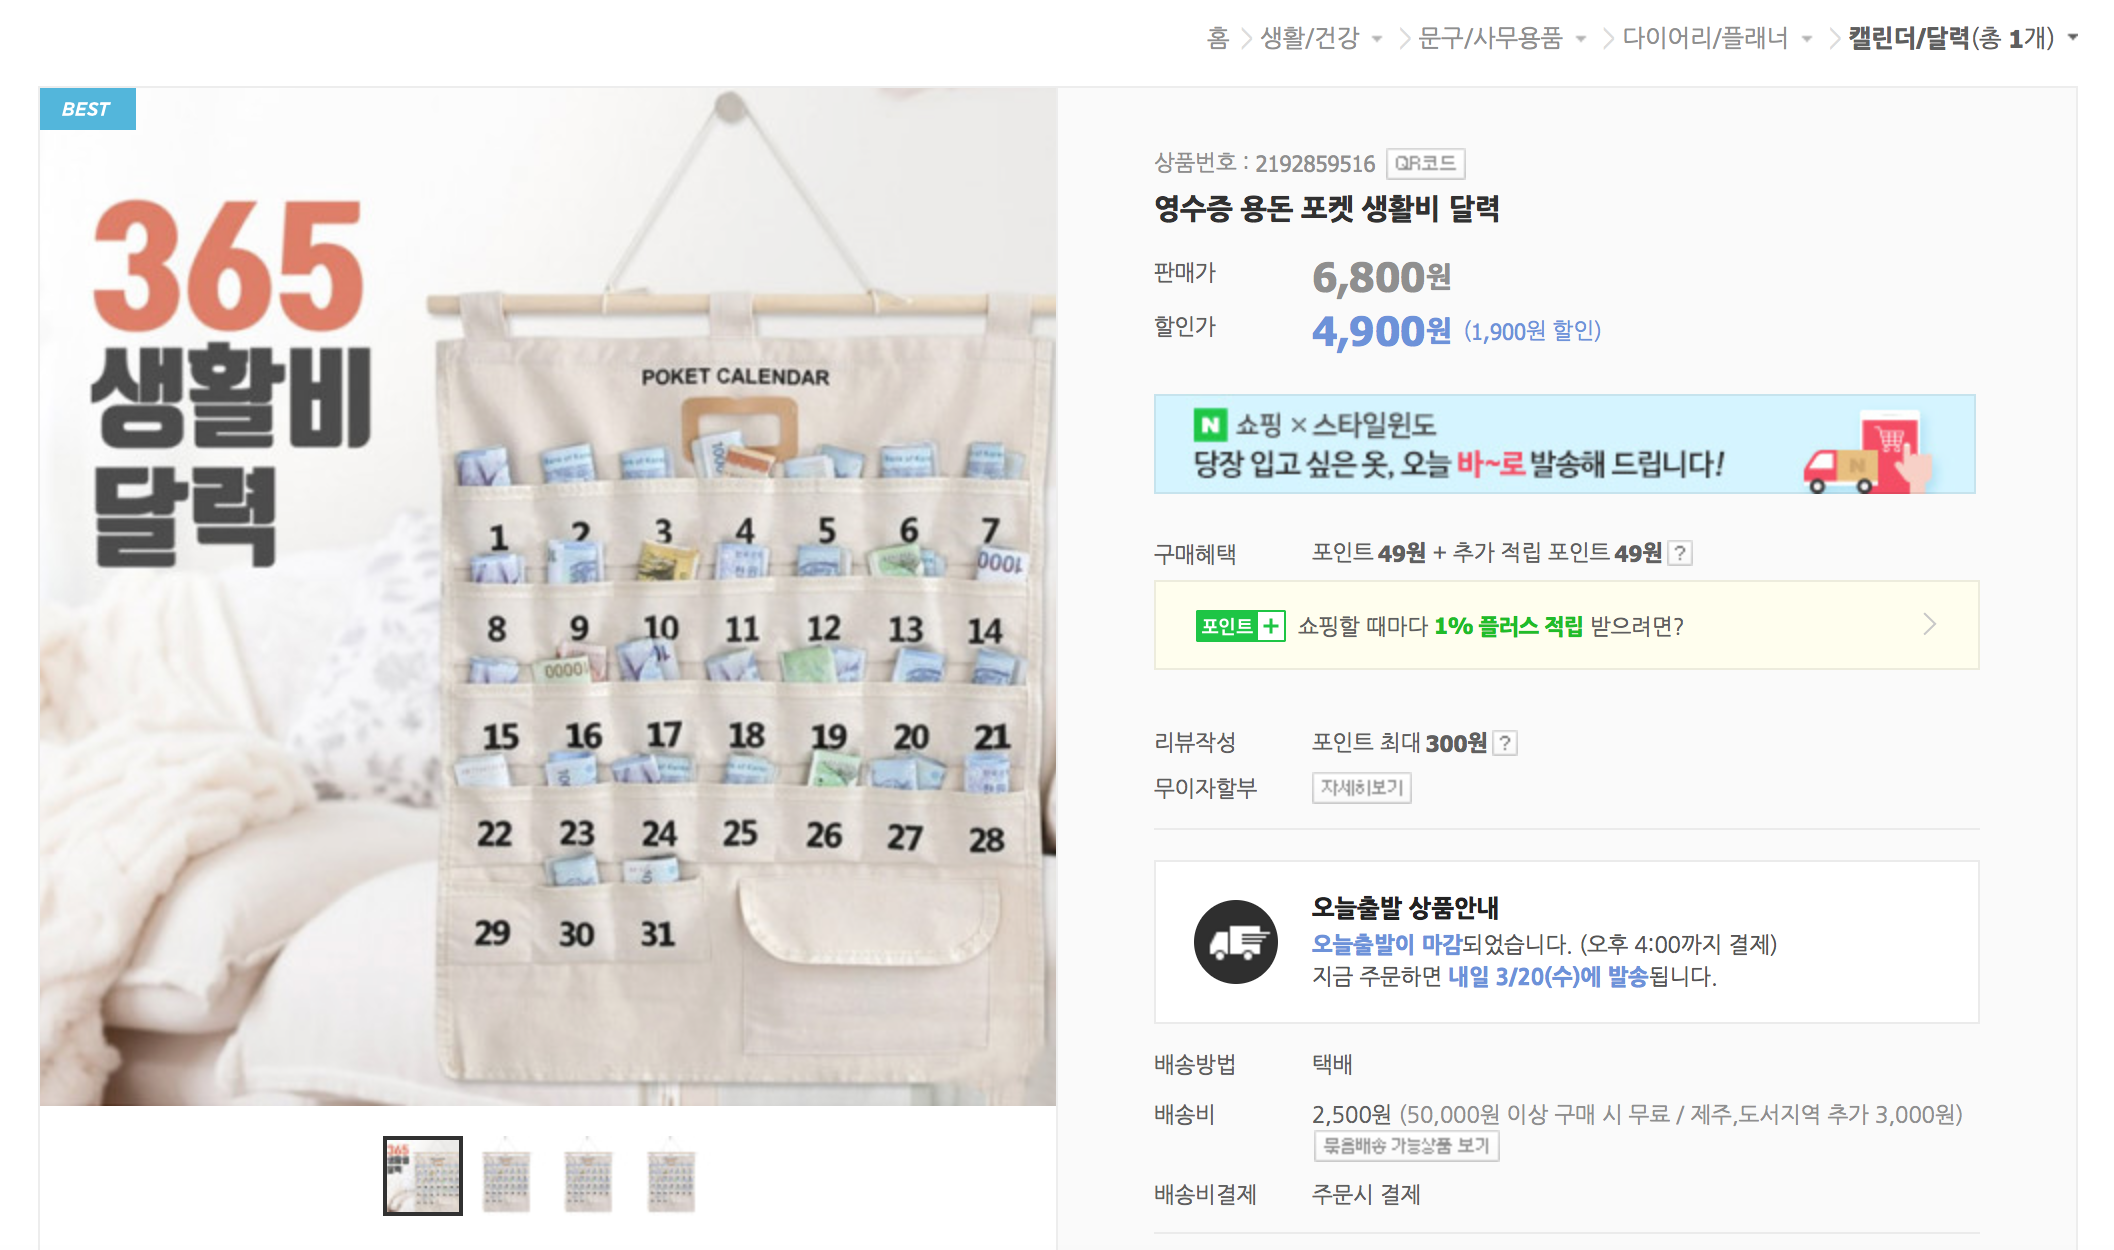 홈 생활/건강 문구/사무용품 다이어리/플래너 캘린더/달력(총 1개)
BEST
365
생활비
달력
POKET CALENDAR
1 2 3 4 5 6 7
8 9 10 11 12 13 14
15 16 17 18 19 20 21
22 23 24 25 26 27 28
29 30 31
상품번호 : 2192859516 QR코드
영수증 용돈 포켓 생활비 달력
판매가 6,800원
할인가 4,900원 (1,900원 할인)
N 쇼핑 × 스타일윈도
당장 입고 싶은 옷, 오늘 바~로 발송해 드립니다!
구매혜택 포인트 49원 + 추가 적립 포인트 49원 ?
포인트 + 쇼핑할 때마다 1% 플러스 적립 받으려면?
리뷰작성 포인트 최대 300원 ?
무이자할부 자세히보기
오늘출발 상품안내
오늘출발이 마감되었습니다. (오후 4:00까지 결제)
지금 주문하면 내일 3/20(수)에 발송됩니다.
배송방법 택배
배송비 2,500원 (50,000원 이상 구매 시 무료 / 제주,도서지역 추가 3,000원)
묶음배송 가능상품 보기
배송비결제 주문시 결제